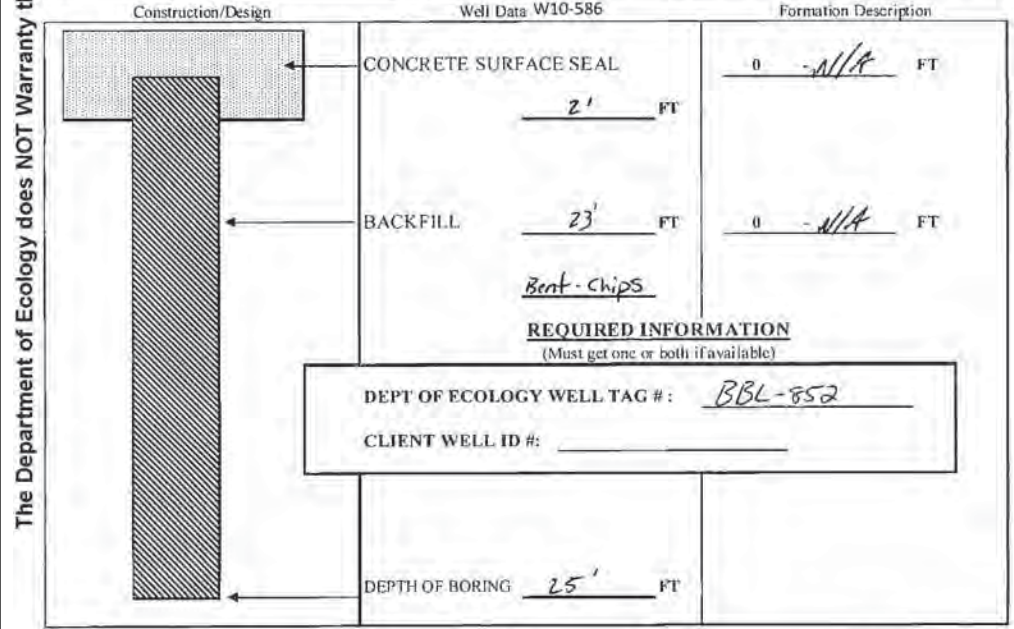 The Department of Ecology does NOT Warranty th
Construction/Design
Well Data W10-586
Formation Description
CONCRETE SURFACE SEAL
0 - N/A FT
2' FT
BACKFILL 23' FT
0 - N/A FT
Bent - Chips
REQUIRED INFORMATION
(Must get one or both if available)
DEPT OF ECOLOGY WELL TAG #: BBL-852
CLIENT WELL ID #:
DEPTH OF BORING 25' FT